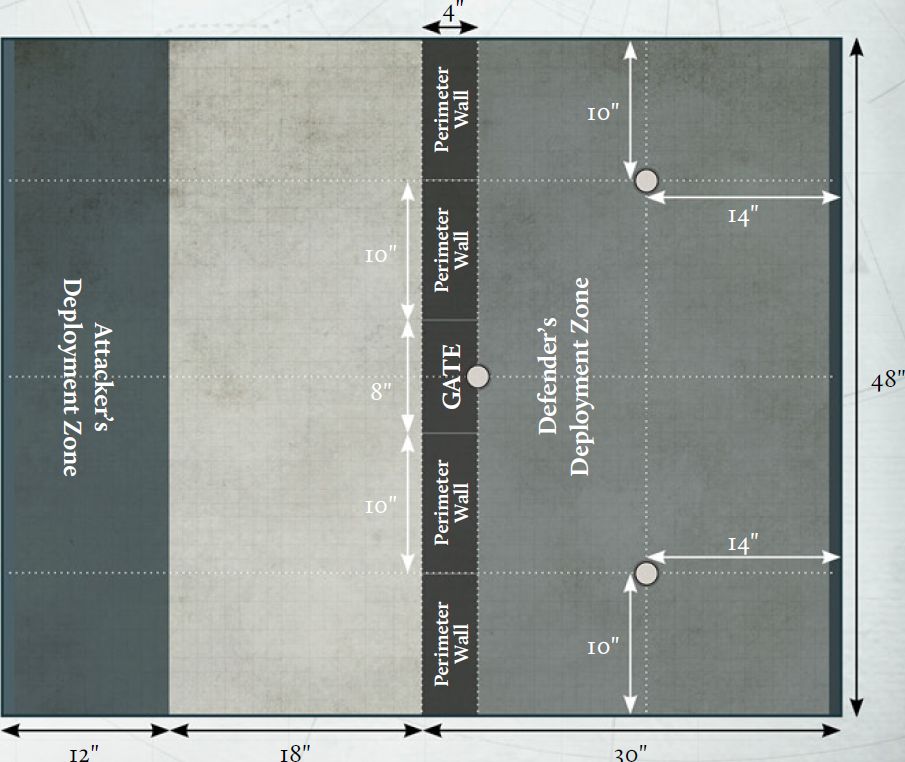 4"
Perimeter
Wall
10"
14"
Perimeter
Wall
10"
Attacker's
Deployment Zone
8"
GATE
Defender's
Deployment Zone
48"
10"
Perimeter
Wall
14"
Perimeter
Wall
10"
12"
18"
30"